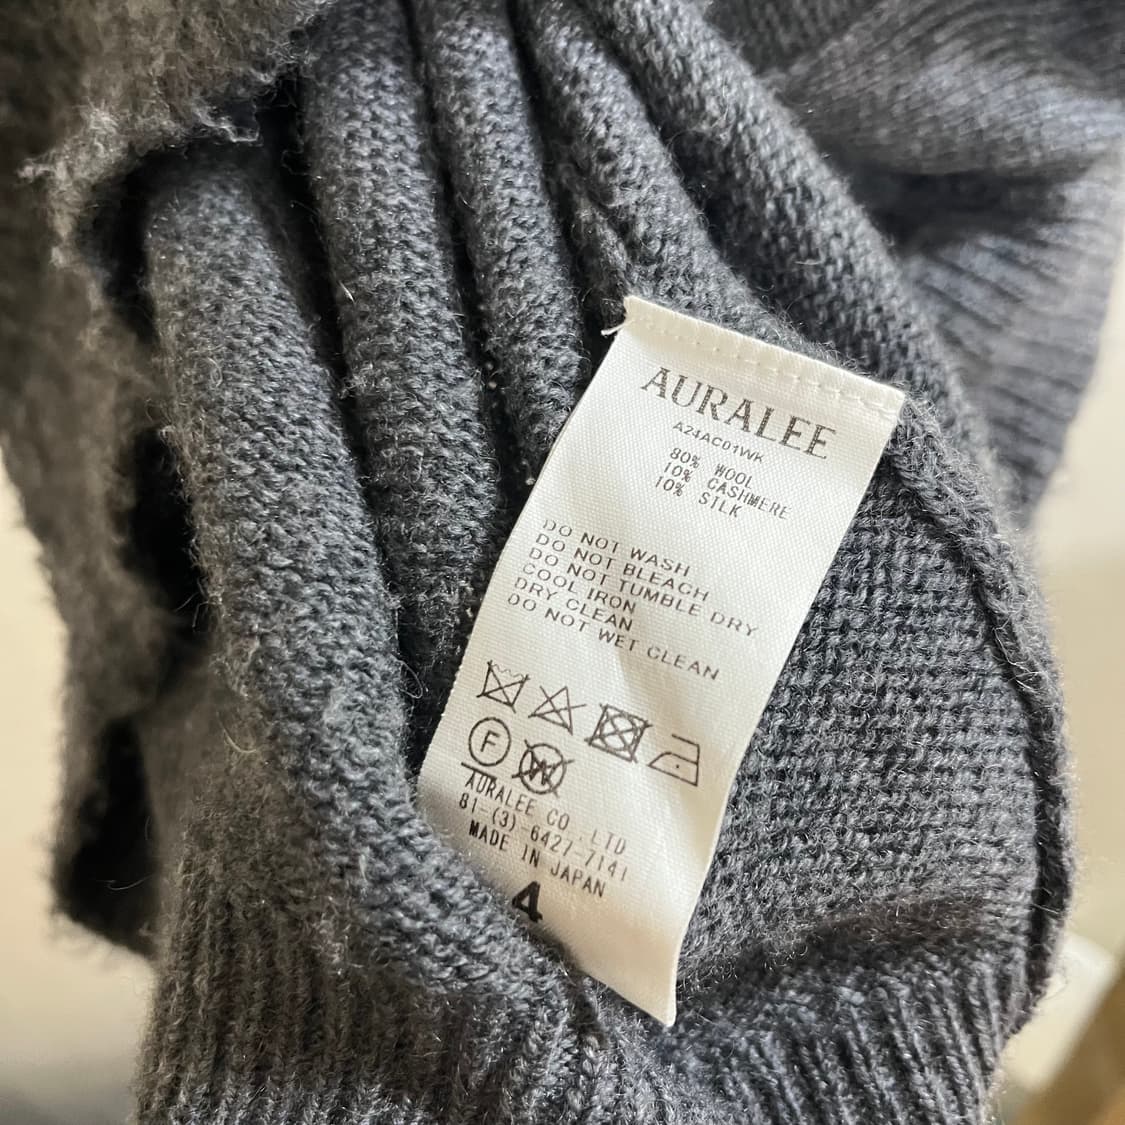 AURALEE
A24AC01WK
80% WOOL
10% CASHMERE
10% SILK
DO NOT WASH
DO NOT BLEACH
DO NOT TUMBLE DRY
COOL IRON
DRY CLEAN
DO NOT WET CLEAN
F W
AURALEE CO.,LTD
81-(3)-6427-7141
MADE IN JAPAN
4